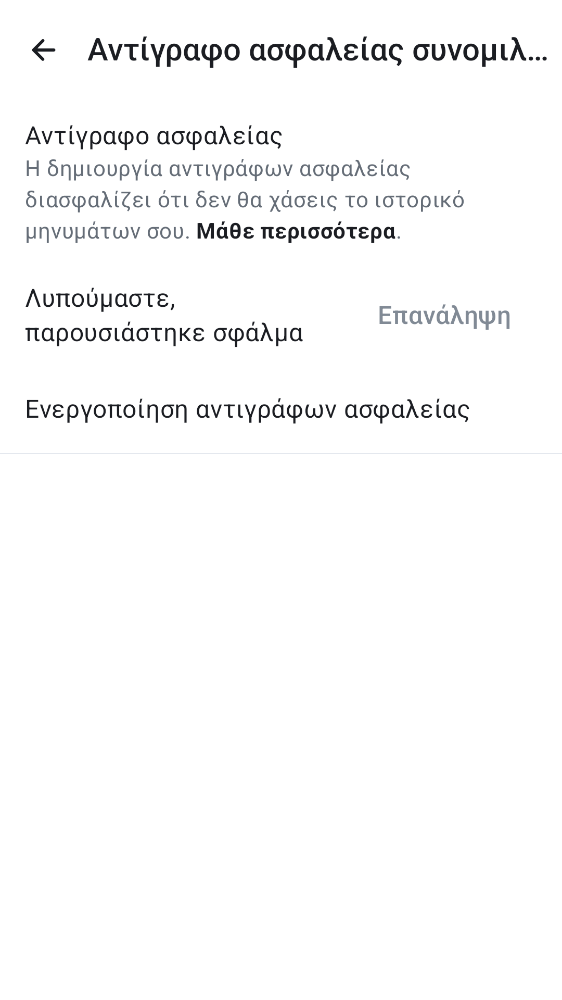 Αντίγραφο ασφαλείας συνομιλ...
Αντίγραφο ασφαλείας
Η δημιουργία αντιγράφων ασφαλείας
διασφαλίζει ότι δεν θα χάσεις το ιστορικό
μηνυμάτων σου. Μάθε περισσότερα.
Λυπούμαστε,
παρουσιάστηκε σφάλμα
Επανάληψη
Ενεργοποίηση αντιγράφων ασφαλείας